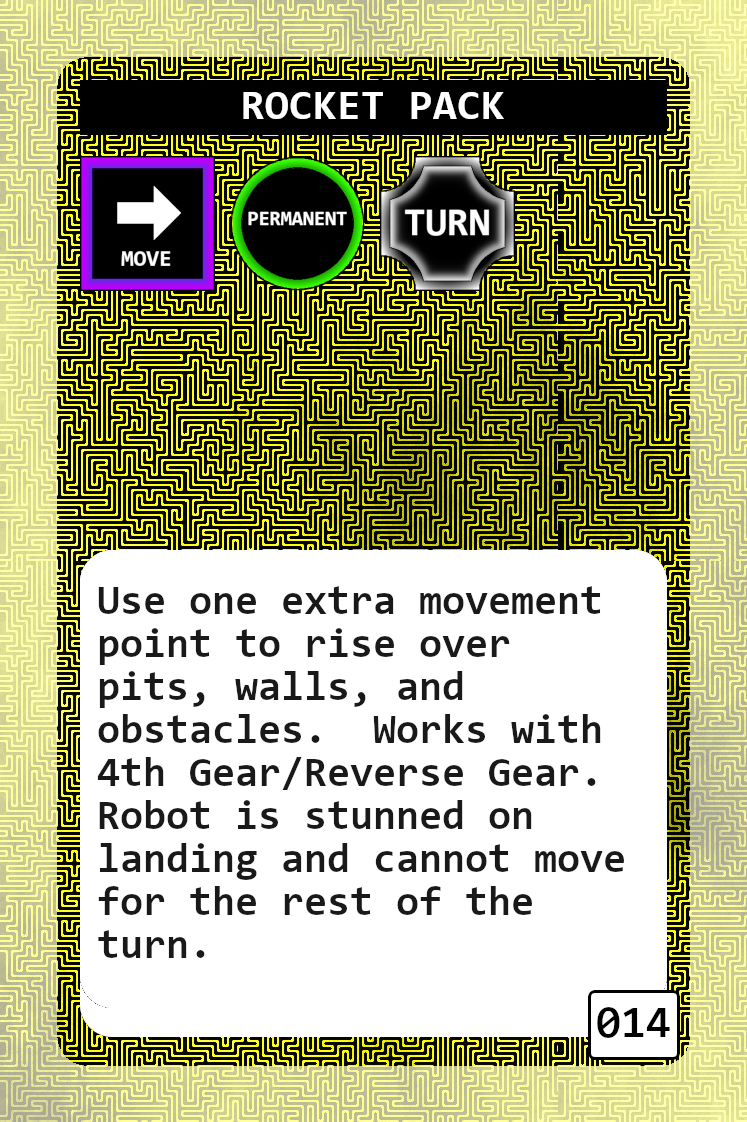 ROCKET PACK
MOVE
PERMANENT
TURN
Use one extra movement
point to rise over
pits, walls, and
obstacles.  Works with
4th Gear/Reverse Gear.
Robot is stunned on
landing and cannot move
for the rest of the
turn.
014